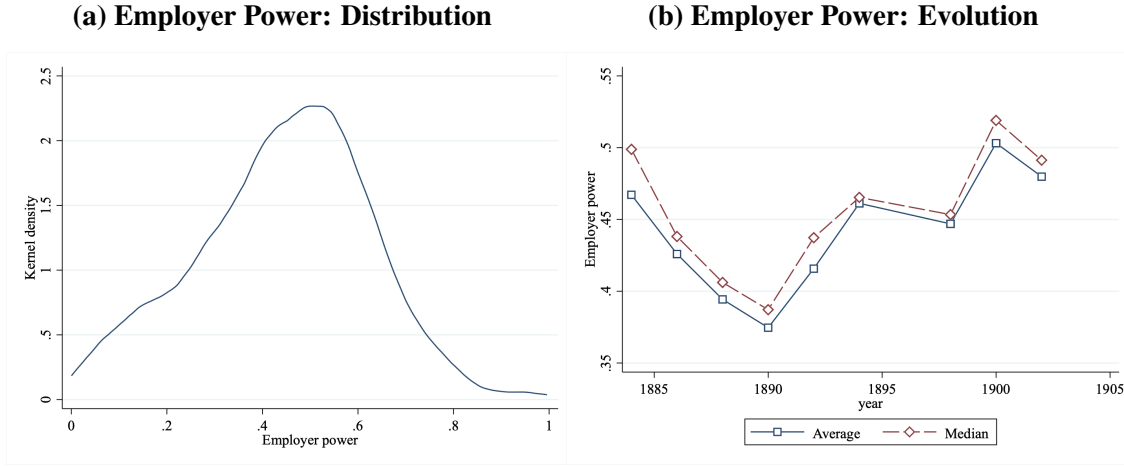 (a) Employer Power: Distribution
2.5
2
1.5
1
.5
0
Kernel density
0 .2 .4 .6 .8 1
Employer power
(b) Employer Power: Evolution
.55
.5
.45
.4
.35
Employer power
1885 1890 1895 1900 1905
year
Average Median